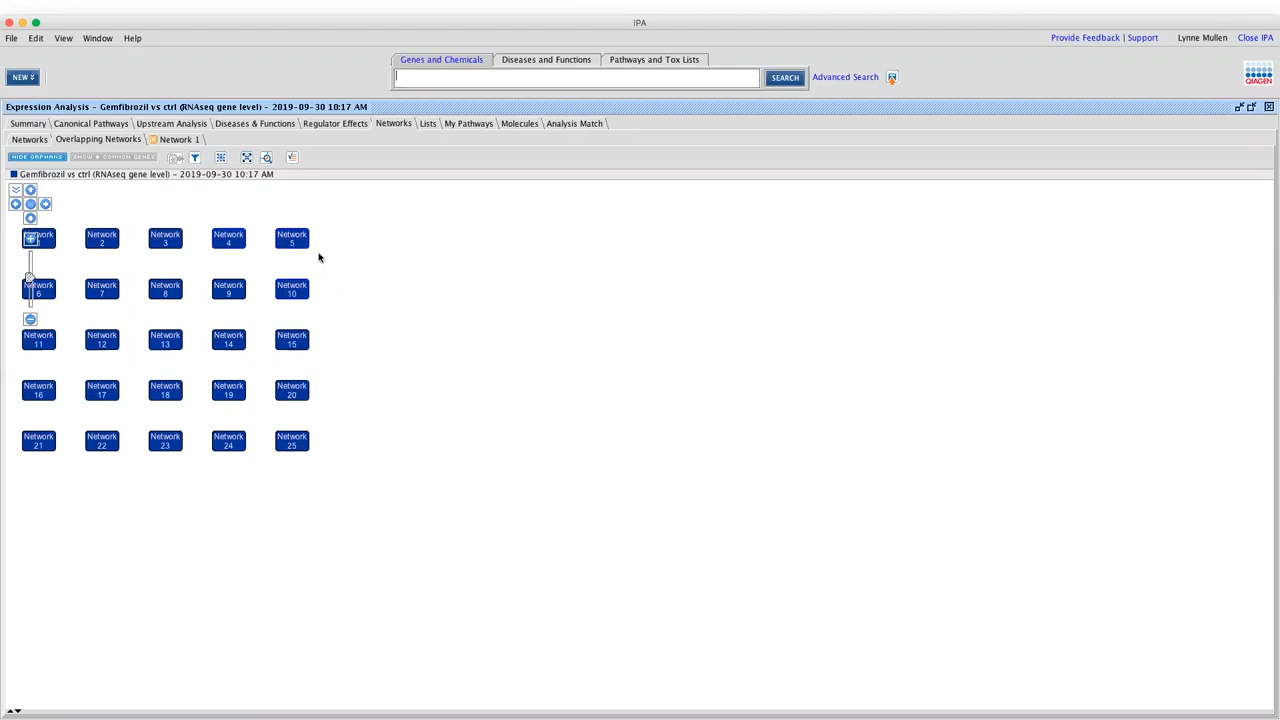 IPA
File Edit View Window Help
Provide Feedback | Support Lynne Mullen Close IPA
Genes and Chemicals Diseases and Functions Pathways and Tox Lists
NEW
SEARCH Advanced Search
QIAGEN
Expression Analysis - Gemfibrozil vs ctrl (RNAseq gene level) - 2019-09-30 10:17 AM
Summary Canonical Pathways Upstream Analysis Diseases & Functions Regulator Effects Networks Lists My Pathways Molecules Analysis Match
Networks Overlapping Networks Network 1
HIDE ORPHANS SHOW # COMMON GENES
Gemfibrozil vs ctrl (RNAseq gene level) - 2019-09-30 10:17 AM
Network Network Network Network
2 3 4 5
Network Network Network Network
6 7 8 9 10
Network Network Network Network Network
11 12 13 14 15
Network Network Network Network Network
16 17 18 19 20
Network Network Network Network Network
21 22 23 24 25